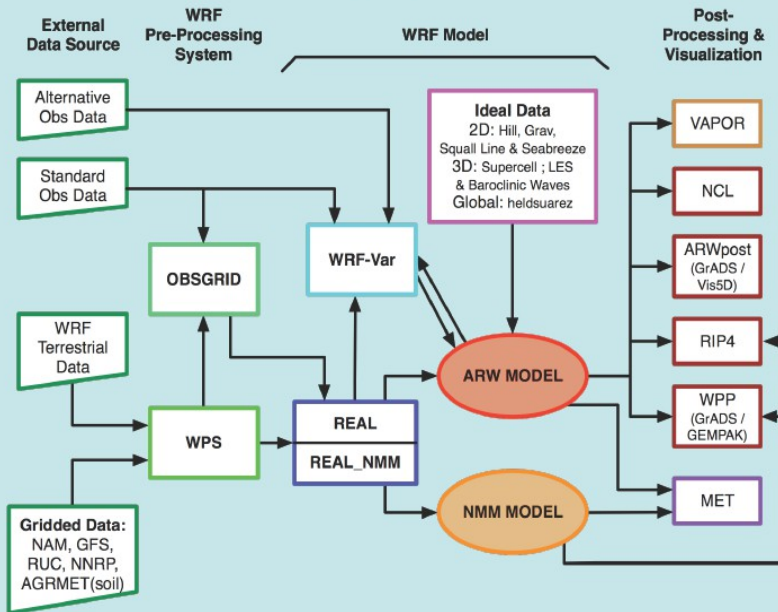 External
Data Source
WRF
Pre-Processing
System
WRF Model
Post-
Processing &
Visualization
Alternative
Obs Data
Standard
Obs Data
WRF
Terrestrial
Data
Gridded Data:
NAM, GFS,
RUC, NNRP,
AGRMET(soil)
OBSGRID
WPS
WRF-Var
REAL
REAL_NMM
Ideal Data
2D: Hill, Grav,
Squall Line & Seabreeze
3D: Supercell ; LES
& Baroclinic Waves
Global: heldsuarez
ARW MODEL
NMM MODEL
VAPOR
NCL
ARWpost
(GrADS /
Vis5D)
RIP4
WPP
(GrADS /
GEMPAK)
MET